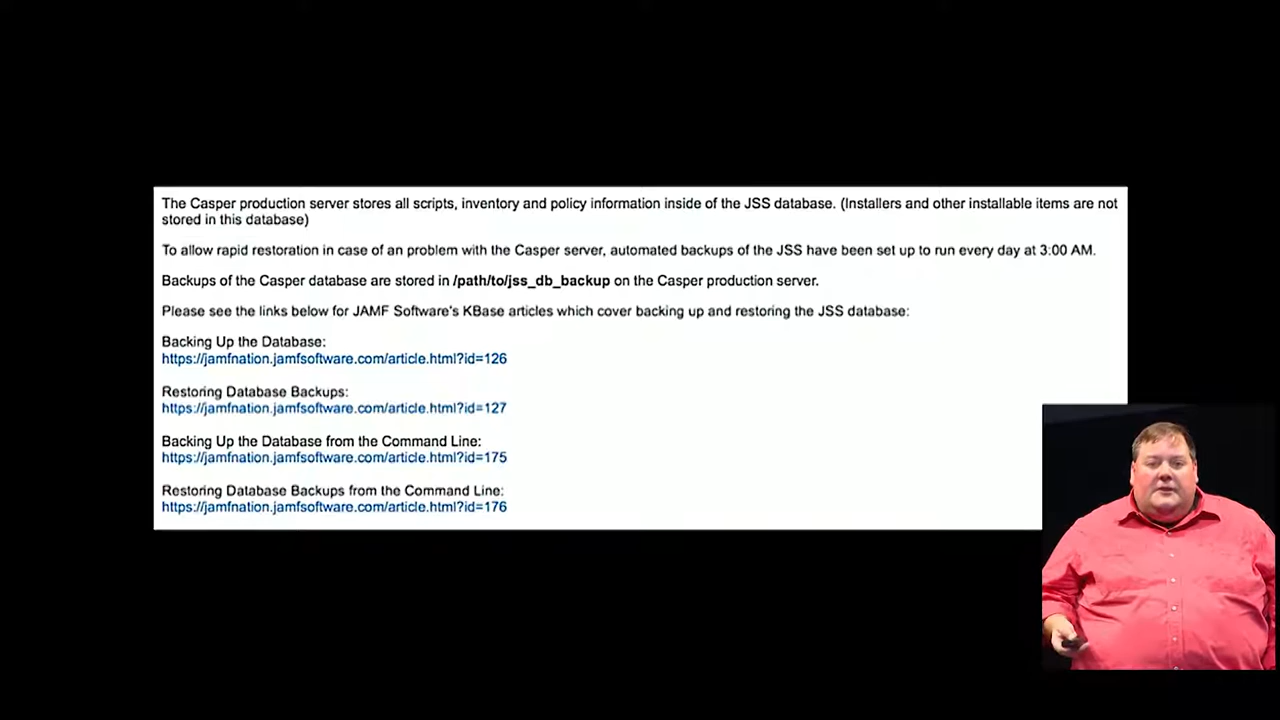 The Casper production server stores all scripts, inventory and policy information inside of the JSS database. (Installers and other installable items are not
stored in this database)
To allow rapid restoration in case of an problem with the Casper server, automated backups of the JSS have been set up to run every day at 3:00 AM.
Backups of the Casper database are stored in /path/to/jss_db_backup on the Casper production server.
Please see the links below for JAMF Software's KBase articles which cover backing up and restoring the JSS database:
Backing Up the Database:
https://jamfnation.jamfsoftware.com/article.html?id=126
Restoring Database Backups:
https://jamfnation.jamfsoftware.com/article.html?id=127
Backing Up the Database from the Command Line:
https://jamfnation.jamfsoftware.com/article.html?id=175
Restoring Database Backups from the Command Line:
https://jamfnation.jamfsoftware.com/article.html?id=176